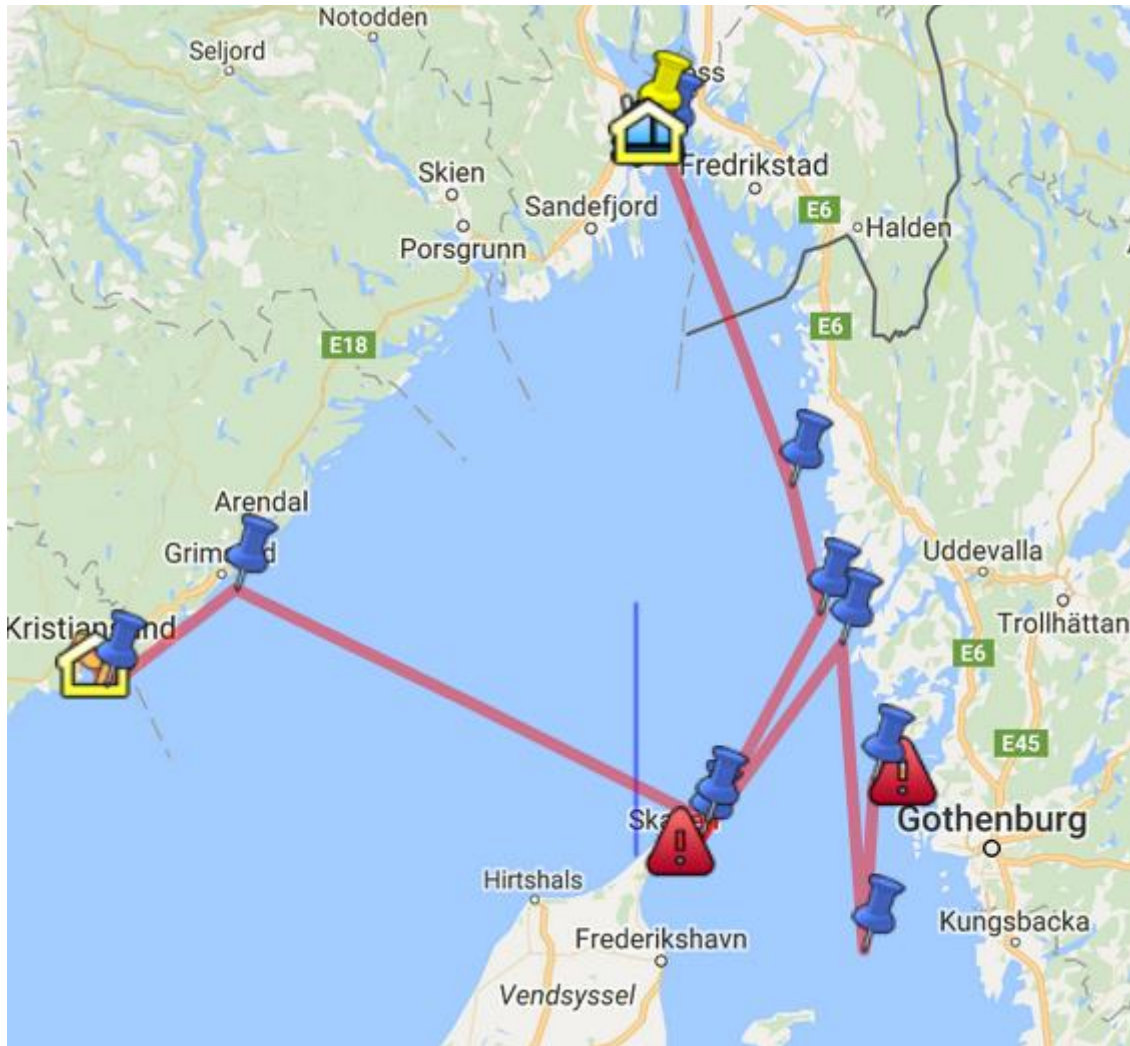 Notodden
Seljord
Skien
Fredrikstad
Sandefjord
E6
Halden
Porsgrunn
E6
E18
Arendal
Uddevalla
Trollhättan
E6
E45
Gothenburg
Hirtshals
Kungsbacka
Frederikshavn
Vendsyssel